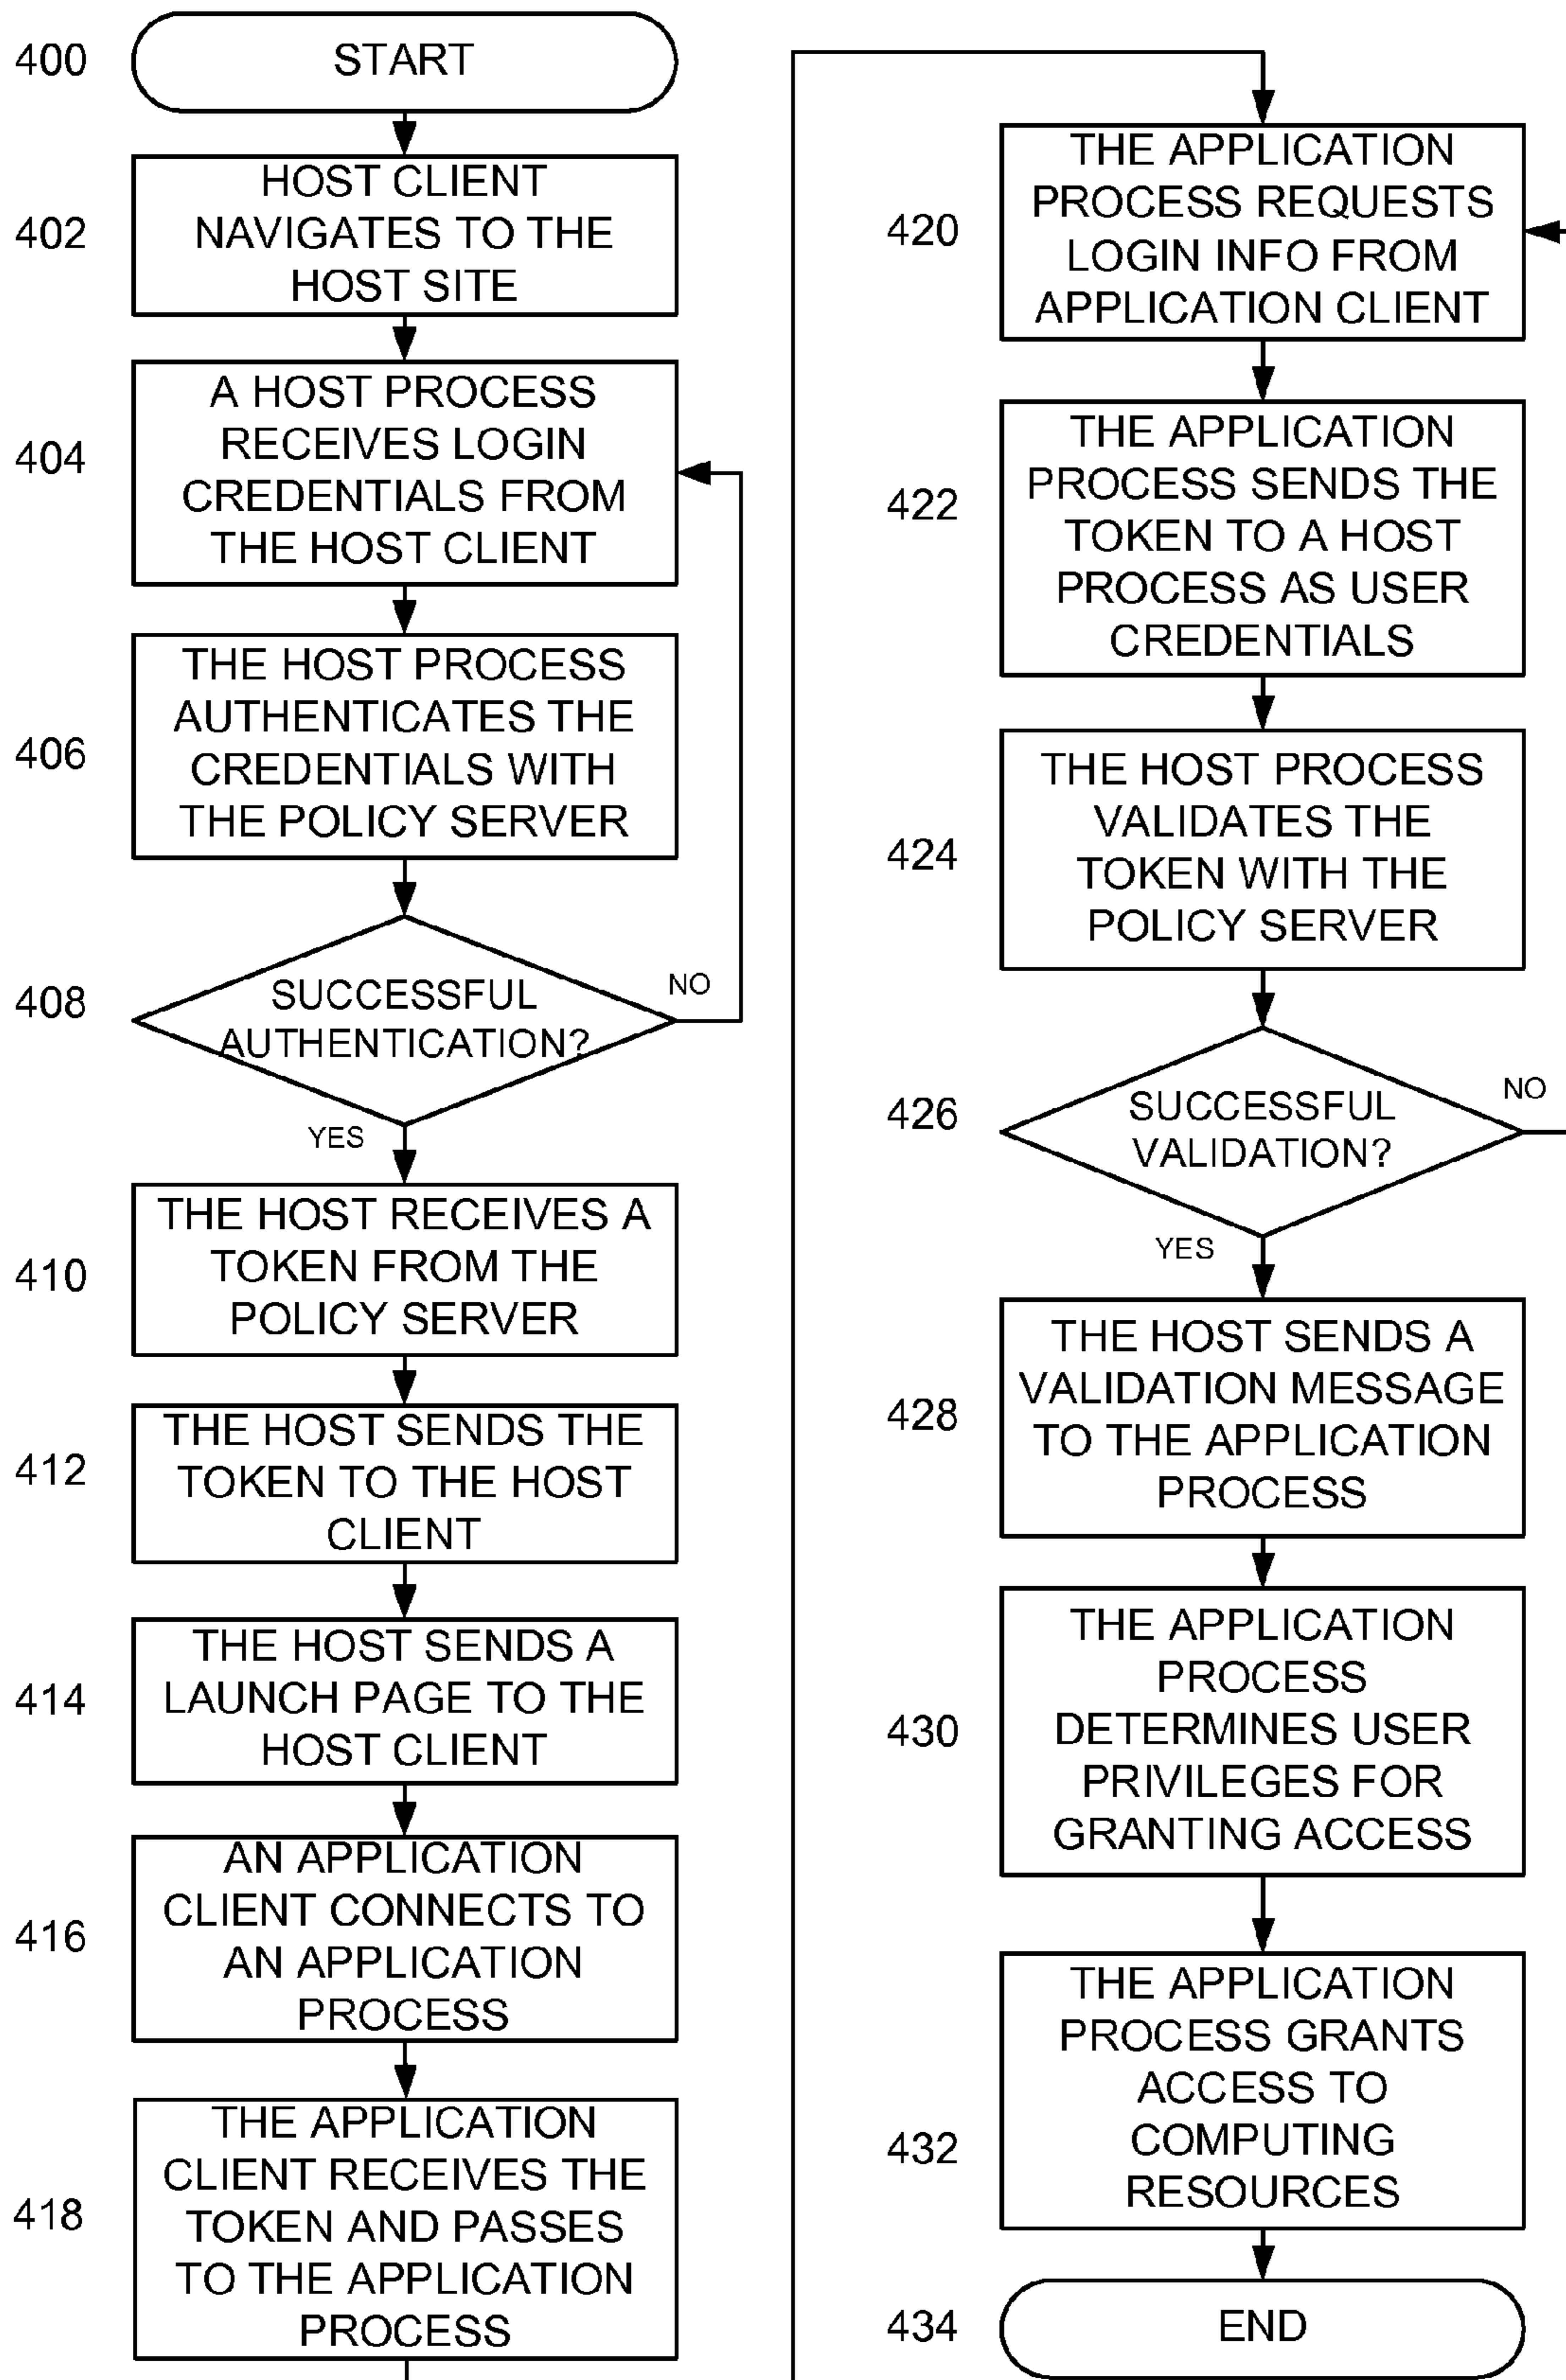 400
START
402
HOST CLIENT
NAVIGATES TO THE
HOST SITE
404
A HOST PROCESS
RECEIVES LOGIN
CREDENTIALS FROM
THE HOST CLIENT
406
THE HOST PROCESS
AUTHENTICATES THE
CREDENTIALS WITH
THE POLICY SERVER
408
SUCCESSFUL
AUTHENTICATION?
NO
YES
410
THE HOST RECEIVES A
TOKEN FROM THE
POLICY SERVER
412
THE HOST SENDS THE
TOKEN TO THE HOST
CLIENT
414
THE HOST SENDS A
LAUNCH PAGE TO THE
HOST CLIENT
416
AN APPLICATION
CLIENT CONNECTS TO
AN APPLICATION
PROCESS
418
THE APPLICATION
CLIENT RECEIVES THE
TOKEN AND PASSES
TO THE APPLICATION
PROCESS
420
THE APPLICATION
PROCESS REQUESTS
LOGIN INFO FROM
APPLICATION CLIENT
422
THE APPLICATION
PROCESS SENDS THE
TOKEN TO A HOST
PROCESS AS USER
CREDENTIALS
424
THE HOST PROCESS
VALIDATES THE
TOKEN WITH THE
POLICY SERVER
426
SUCCESSFUL
VALIDATION?
NO
YES
428
THE HOST SENDS A
VALIDATION MESSAGE
TO THE APPLICATION
PROCESS
430
THE APPLICATION
PROCESS
DETERMINES USER
PRIVILEGES FOR
GRANTING ACCESS
432
THE APPLICATION
PROCESS GRANTS
ACCESS TO
COMPUTING
RESOURCES
434
END